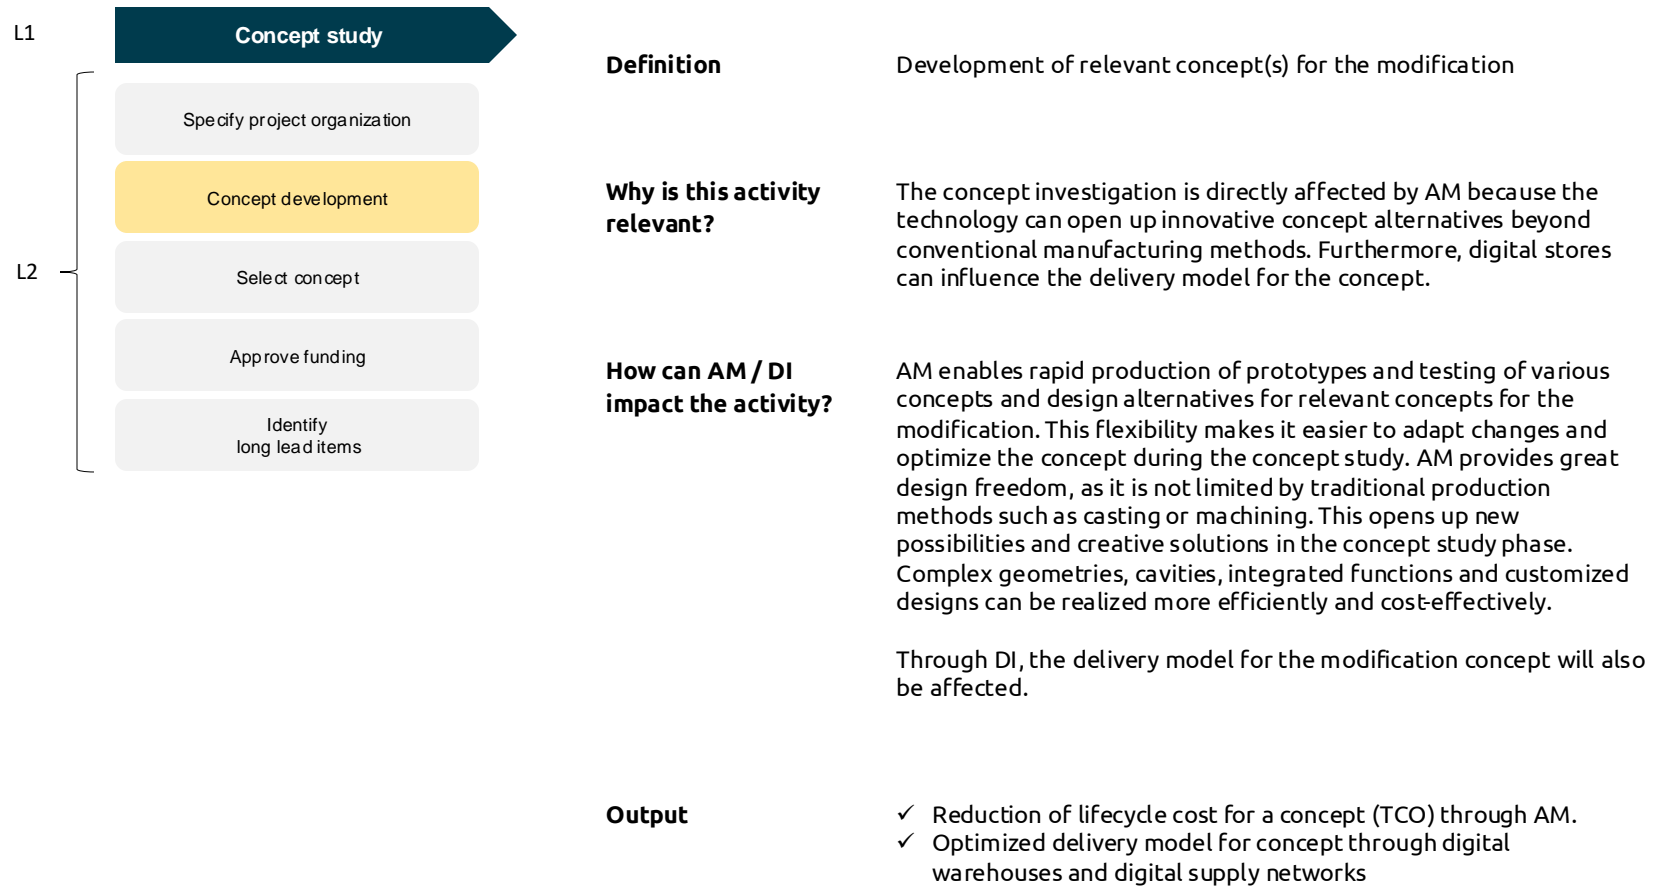 L1
Concept study
Specify project organization
Concept development
L2
Select concept
Approve funding
Identify
long lead items
Definition
Development of relevant concept(s) for the modification
Why is this activity
relevant?
The concept investigation is directly affected by AM because the
technology can open up innovative concept alternatives beyond
conventional manufacturing methods. Furthermore, digital stores
can influence the delivery model for the concept.
How can AM / DI
impact the activity?
AM enables rapid production of prototypes and testing of various
concepts and design alternatives for relevant concepts for the
modification. This flexibility makes it easier to adapt changes and
optimize the concept during the concept study. AM provides great
design freedom, as it is not limited by traditional production
methods such as casting or machining. This opens up new
possibilities and creative solutions in the concept study phase.
Complex geometries, cavities, integrated functions and customized
designs can be realized more efficiently and cost-effectively.
Through DI, the delivery model for the modification concept will also
be affected.
Output
✓ Reduction of lifecycle cost for a concept (TCO) through AM.
✓ Optimized delivery model for concept through digital
warehouses and digital supply networks